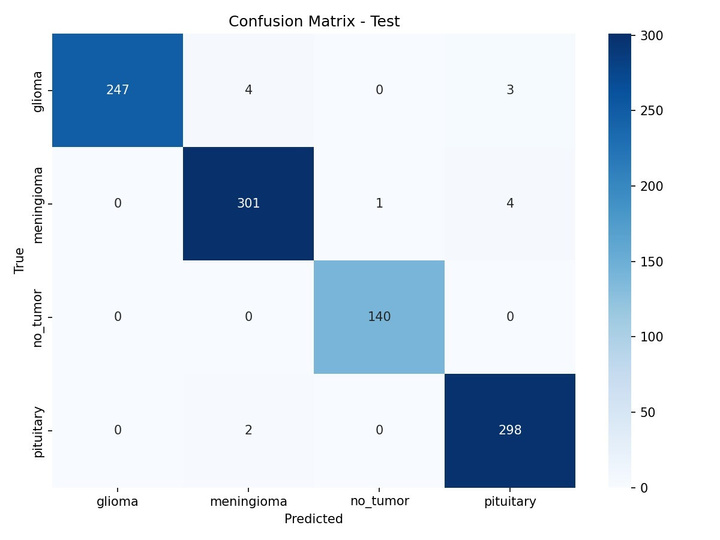 Confusion Matrix - Test
glioma 247 4 0 3
meningioma 0 301 1 4
no_tumor 0 0 140 0
pituitary 0 2 0 298
glioma meningioma no_tumor pituitary
Predicted
True
300
250
200
150
100
50
0